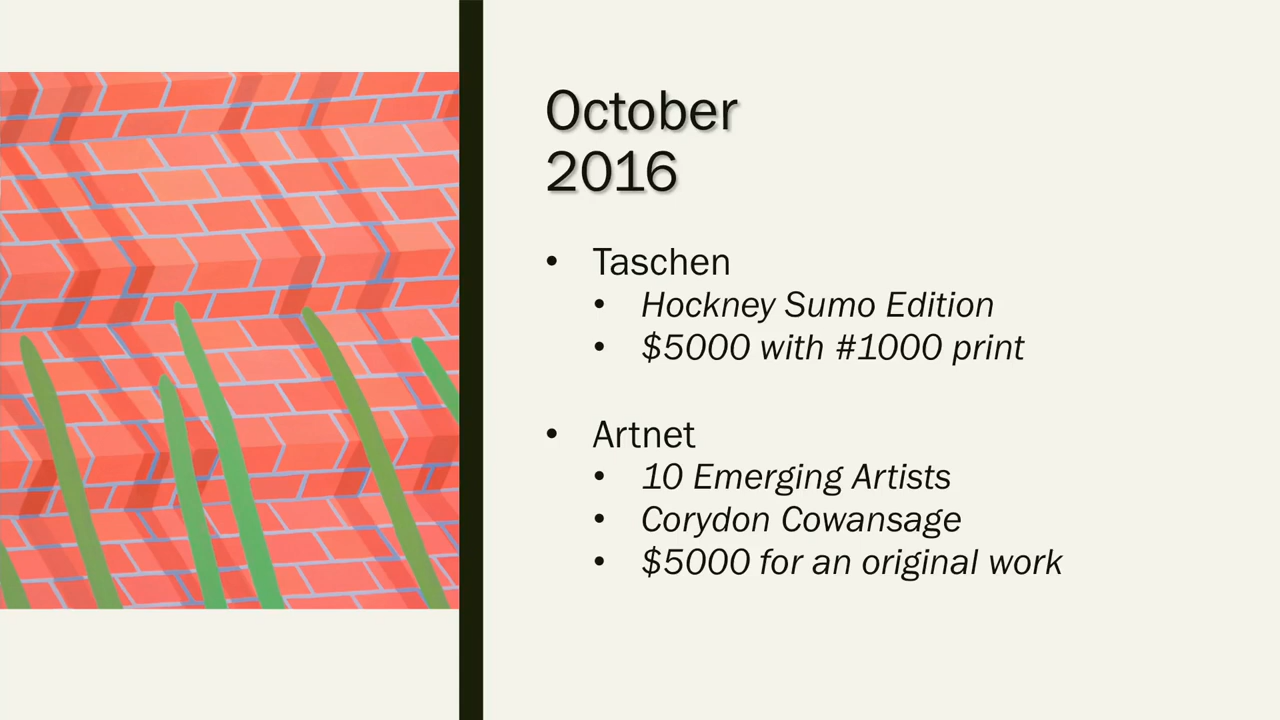 October
2016
• Taschen
• Hockney Sumo Edition
• $5000 with #1000 print
• Artnet
• 10 Emerging Artists
• Corydon Cowansage
• $5000 for an original work